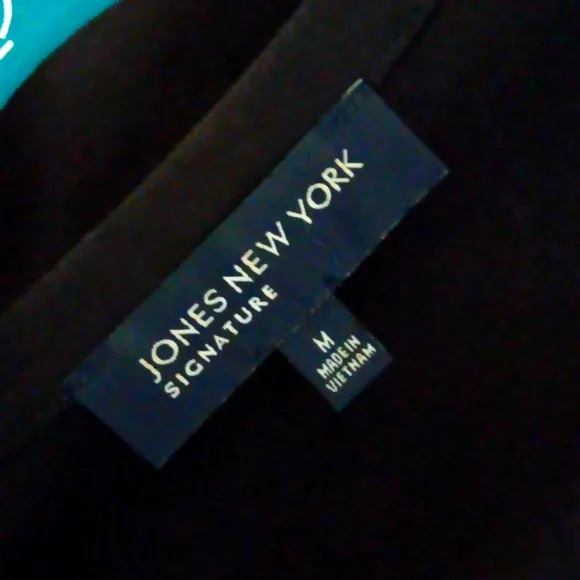 JONES NEW YORK
SIGNATURE
M
MADE IN
VIETNAM